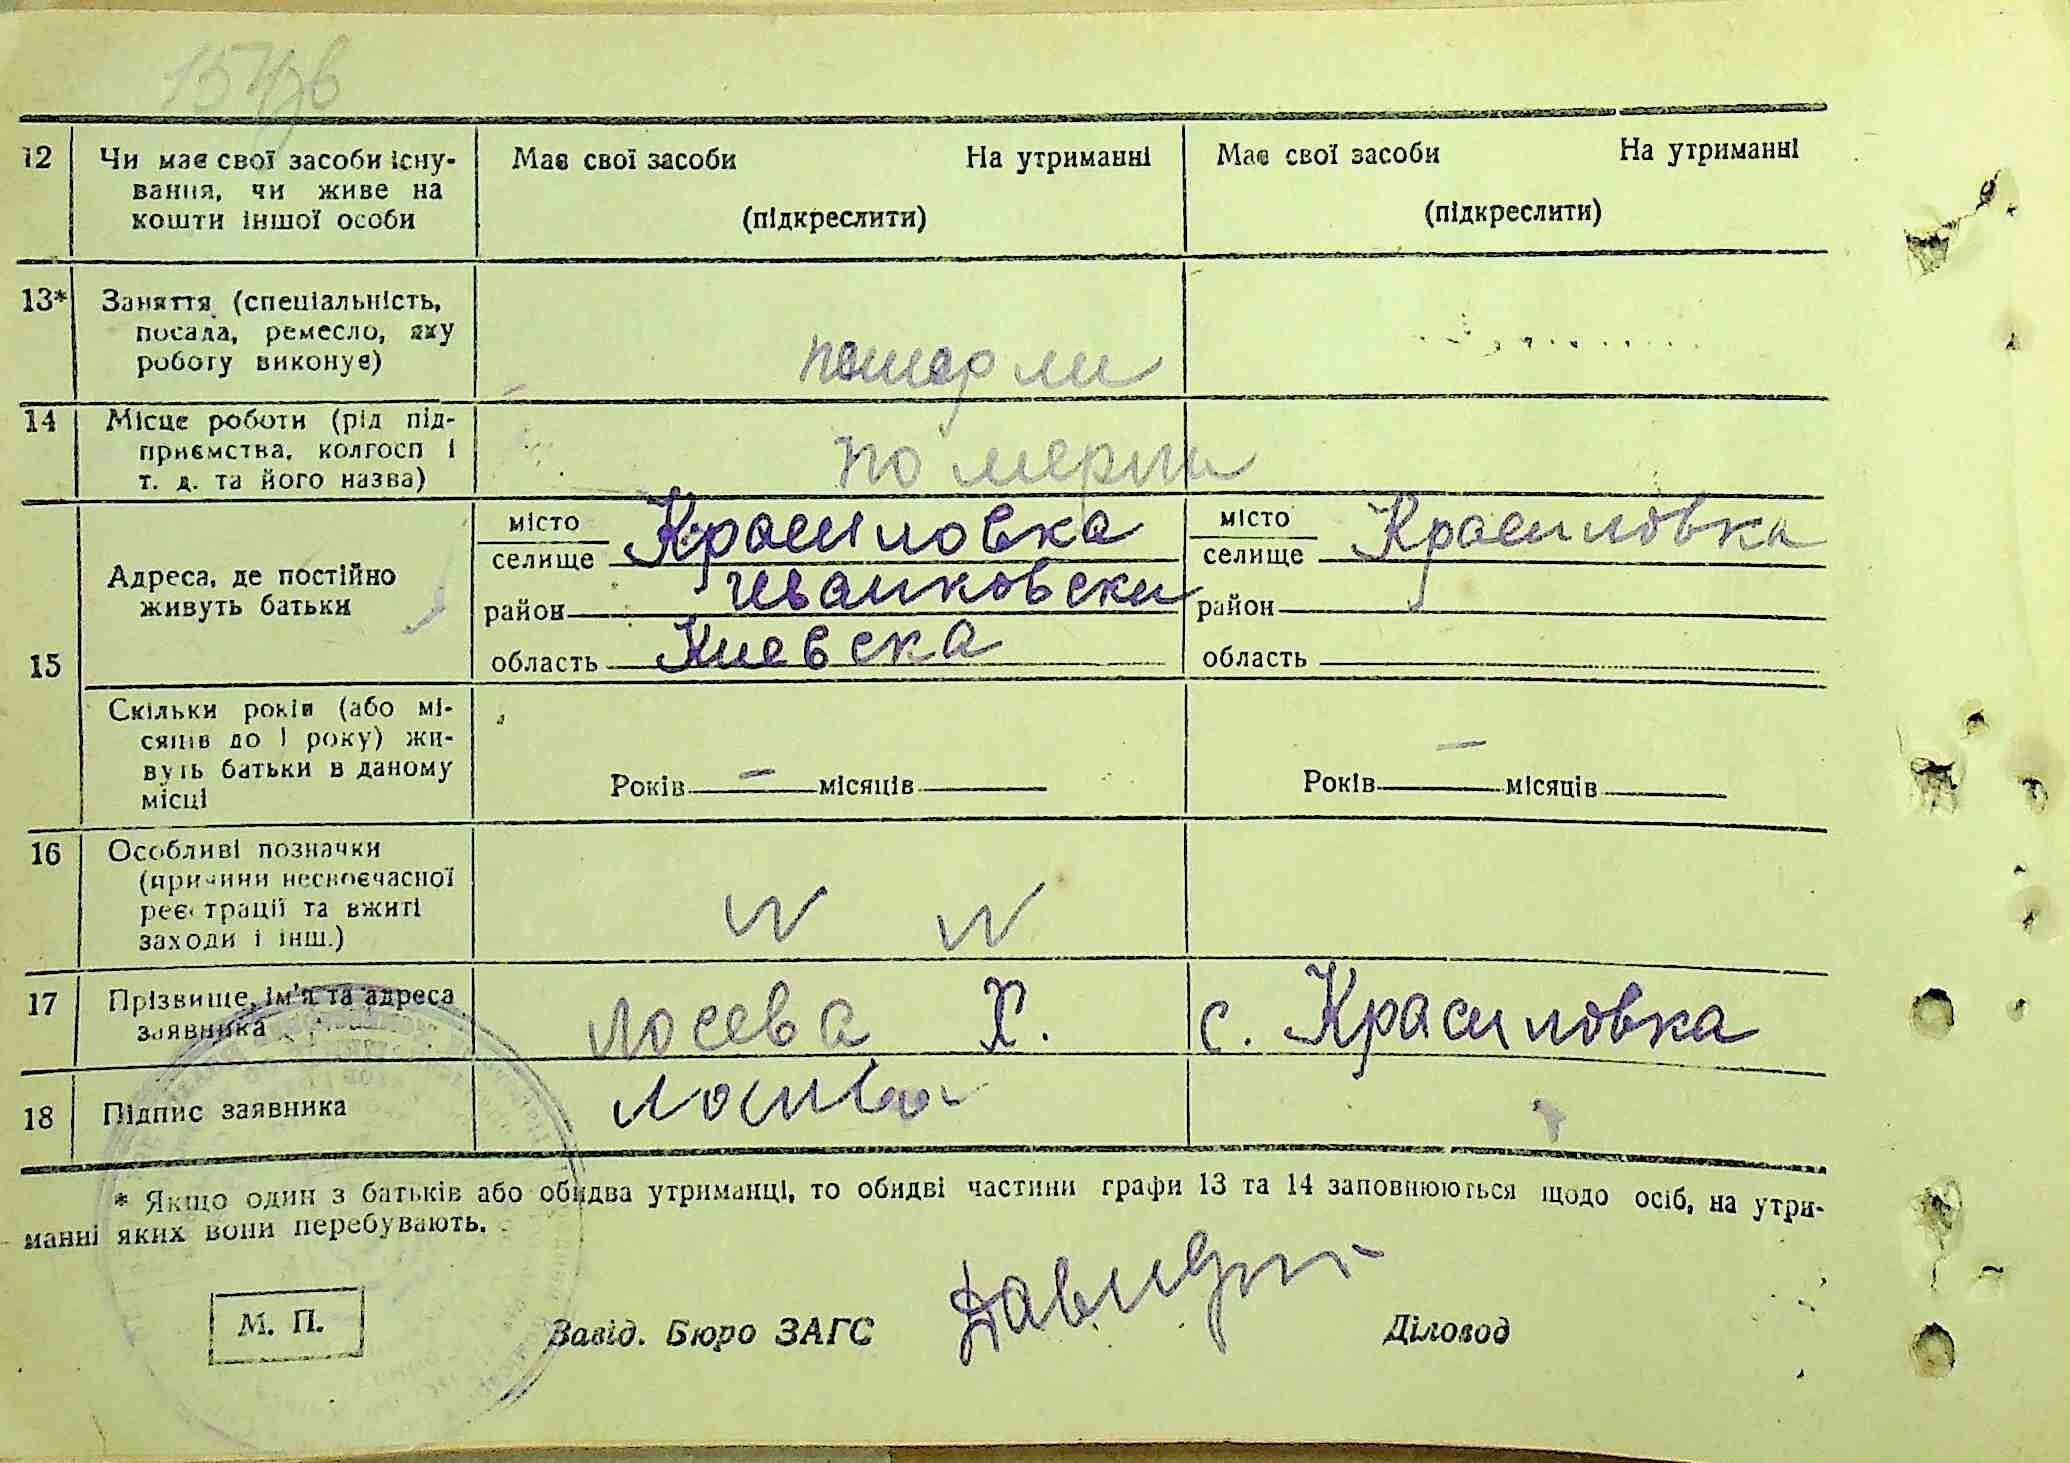 157зв
12 Чи має свої засоби існу-
вання, чи живе на
кошти іншої особи
Має свої засоби На утриманні
(підкреслити)
Має свої засоби На утриманні
(підкреслити)
13* Заняття (спеціальність,
посада, ремесло, яку
роботу виконує)
померли
14 Місце роботи (рід під-
приємства, колгосп і
т. д. та його назва)
померли
15 Адреса, де постійно
живуть батьки
місто
селище Красиловка
район Иванковски
область Киевска
місто
селище Красиловка
район
область
Скільки років (або мі-
сяців до 1 року) жи-
вуть батьки в даному
місці
Років — місяців
Років — місяців
16 Особливі позначки
(причини несвоєчасної
реєстрації та вжиті
заходи і інш.)
17 Прізвище, ім'я та адреса
заявника
Лосева Х. с. Красиловка
18 Підпис заявника
Лосива
* Якщо один з батьків або обидва утриманці, то обидві частини графи 13 та 14 заповнюються щодо осіб, на утри-
манні яких вони перебувають.
М. П.
Завід. Бюро ЗАГС
Діловод